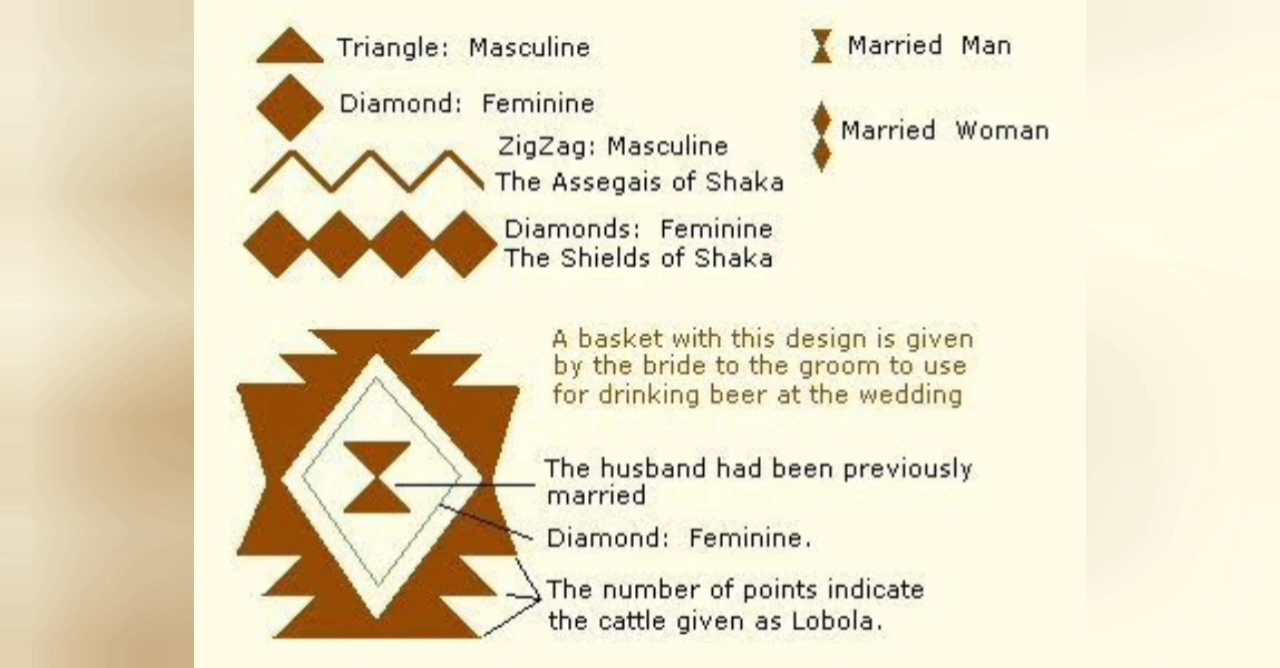 Triangle: Masculine
Married Man
Diamond: Feminine
Married Woman
ZigZag: Masculine
The Assegais of Shaka
Diamonds: Feminine
The Shields of Shaka
A basket with this design is given
by the bride to the groom to use
for drinking beer at the wedding
The husband had been previously
married
Diamond: Feminine.
The number of points indicate
the cattle given as Lobola.